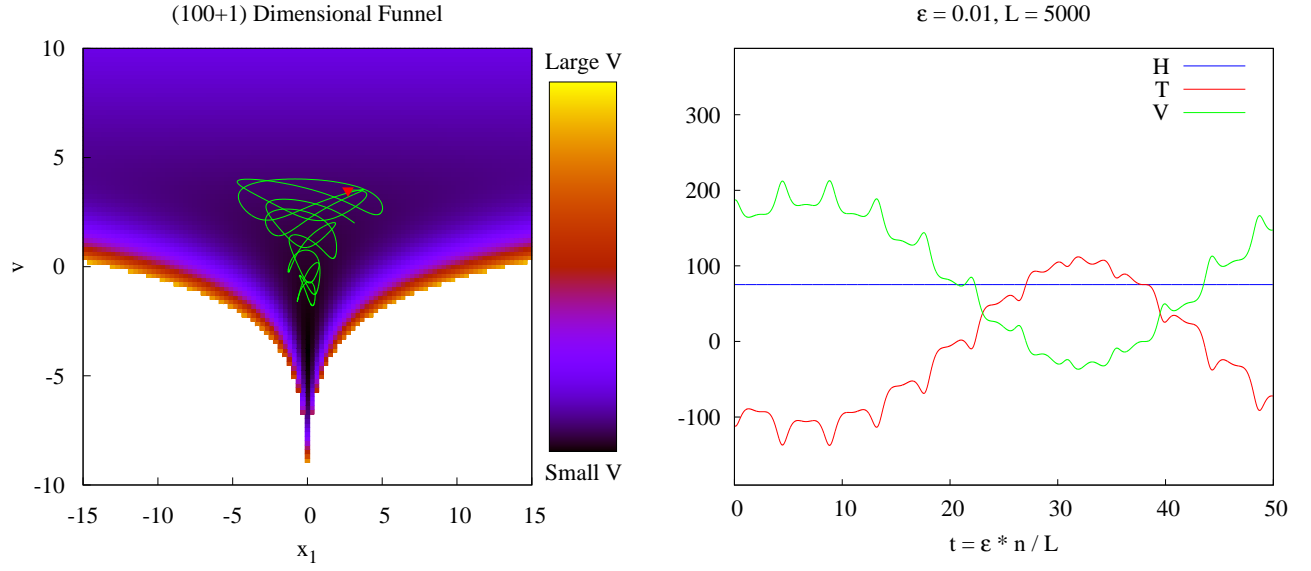 (100+1) Dimensional Funnel
10
5
0
-5
-10
v
-15
-10
-5
0
5
10
15
x1
Large V
Small V
ε = 0.01, L = 5000
H
T
V
300
200
100
0
-100
0
10
20
30
40
50
t = ε * n / L